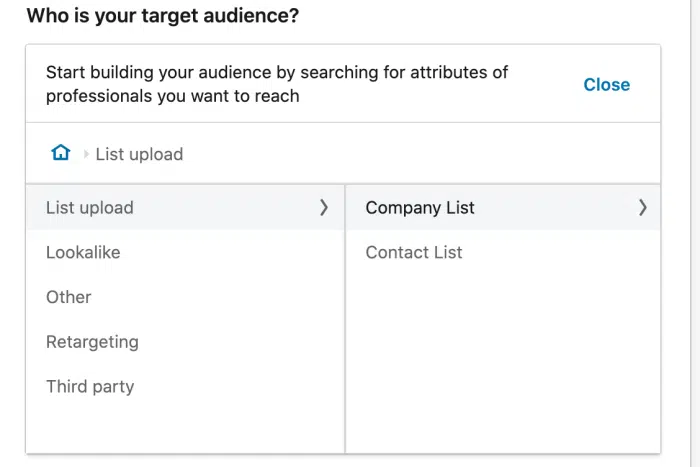 Who is your target audience?
Start building your audience by searching for attributes of
professionals you want to reach
Close
List upload
List upload
Company List
Lookalike
Contact List
Other
Retargeting
Third party